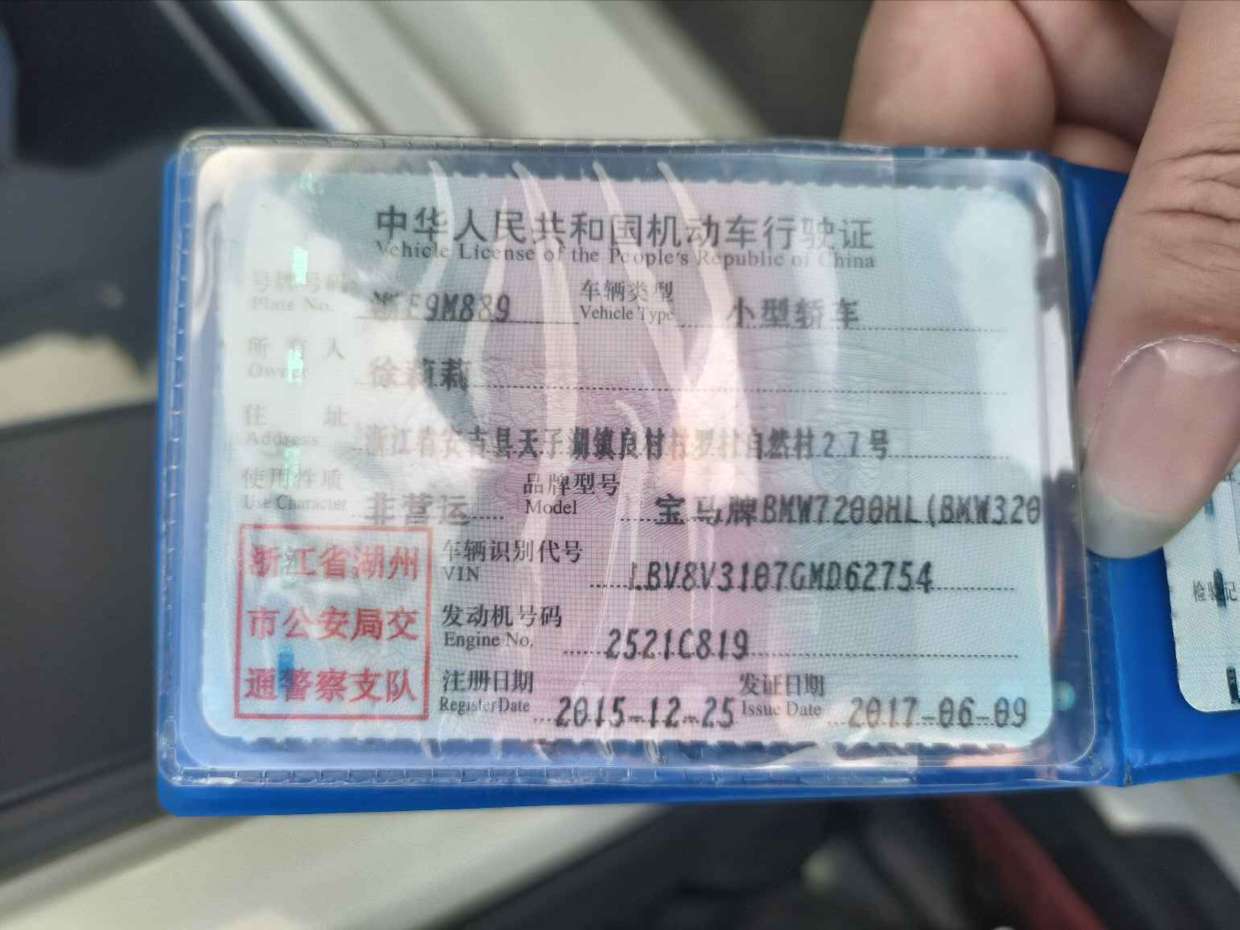 中华人民共和国机动车行驶证
Vehicle License of the People's Republic of China
号牌号码 浙E9M889 车辆类型 小型轿车
Plate No. Vehicle Type
所有人 徐莉莉
Owner
住址 浙江省安吉县天子湖镇良村村罗村自然村27号
Address
使用性质 非营运 品牌型号 宝马牌BMW7200HL(BMW320
Use Character Model
浙江省湖州
市公安局交
通警察支队
车辆识别代号 LBV8V3107GMD62754
VIN
发动机号码 2521C819
Engine No.
注册日期 2015-12-25 发证日期 2017-06-09
Register Date Issue Date
检验记